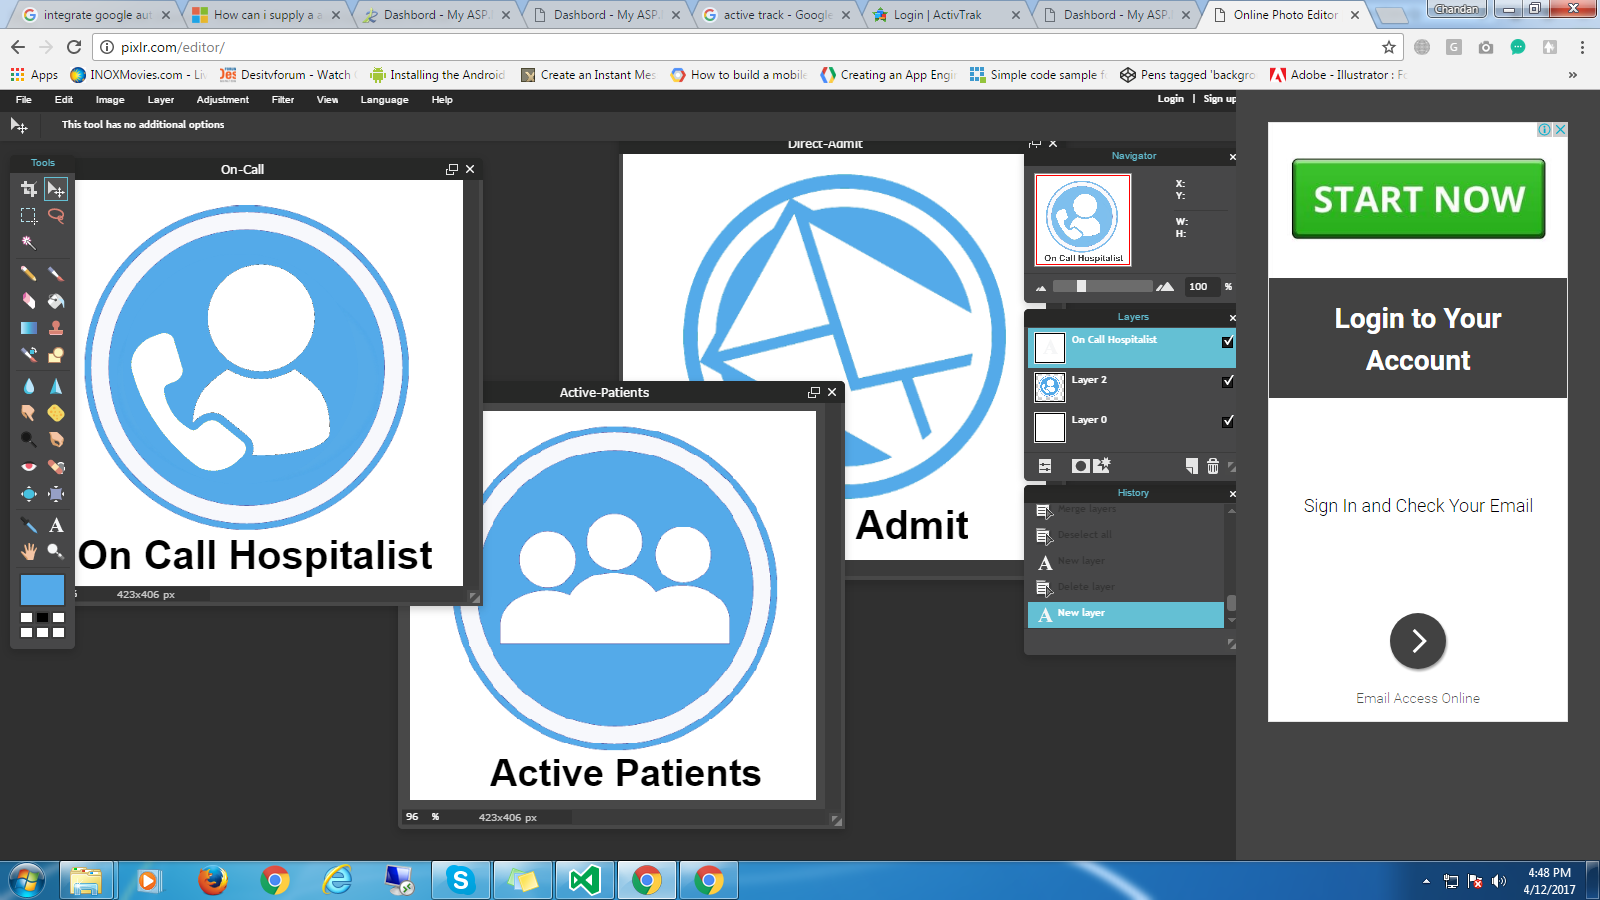 integrate google aut
How can i supply a a
Dashbord - My ASP.
Dashbord - My ASP.
active track - Google
Login | ActivTrak
Dashbord - My ASP.
Online Photo Editor
Chandan
pixlr.com/editor/
Apps
INOXMovies.com - Li
Desitvforum - Watch
Installing the Android
Create an Instant Mes
How to build a mobile
Creating an App Engi
Simple code sample f
Pens tagged 'backgro
Adobe - Illustrator : F
»
File Edit Image Layer Adjustment Filter View Language Help
Login | Sign up
This tool has no additional options
Tools
On-Call
On Call Hospitalist
423x406 px
Direct-Admit
Admit
Active-Patients
Active Patients
96 % 423x406 px
Navigator
X:
Y:
W:
H:
On Call Hospitalist
100 %
Layers
On Call Hospitalist
Layer 2
Layer 0
History
Merge layers
Deselect all
New layer
Delete layer
New layer
START NOW
Login to Your
Account
Sign In and Check Your Email
Email Access Online
4:48 PM
4/12/2017